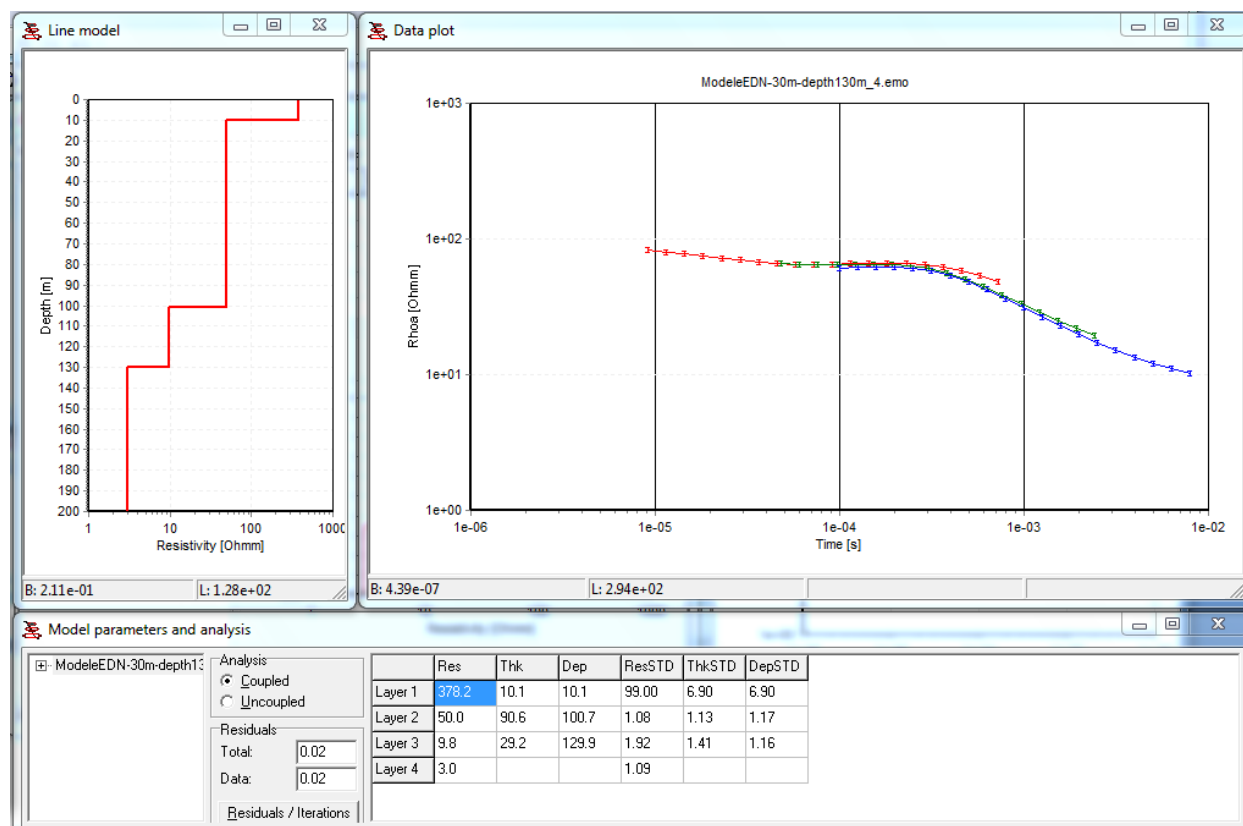 Line model
Depth [m]
0
10
20
30
40
50
60
70
80
90
100
110
120
130
140
150
160
170
180
190
200
1 10 100 1000
Resistivity [Ohmm]
B: 2.11e-01 L: 1.28e+02
Data plot
ModeleEDN-30m-depth130m_4.emo
Rhoa [Ohmm]
1e+03
1e+02
1e+01
1e+00
1e-06 1e-05 1e-04 1e-03 1e-02
Time [s]
B: 4.39e-07 L: 2.94e+02
Model parameters and analysis
ModeleEDN-30m-depth13
Analysis
Coupled
Uncoupled
Residuals
Total: 0.02
Data: 0.02
Residuals / Iterations
Res Thk Dep ResSTD ThkSTD DepSTD
Layer 1 378.2 10.1 10.1 99.00 6.90 6.90
Layer 2 50.0 90.6 100.7 1.08 1.13 1.17
Layer 3 9.8 29.2 129.9 1.92 1.41 1.16
Layer 4 3.0 1.09